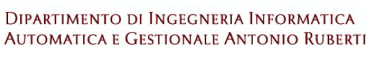 Dipartimento di Ingegneria Informatica
Automatica e Gestionale Antonio Ruberti